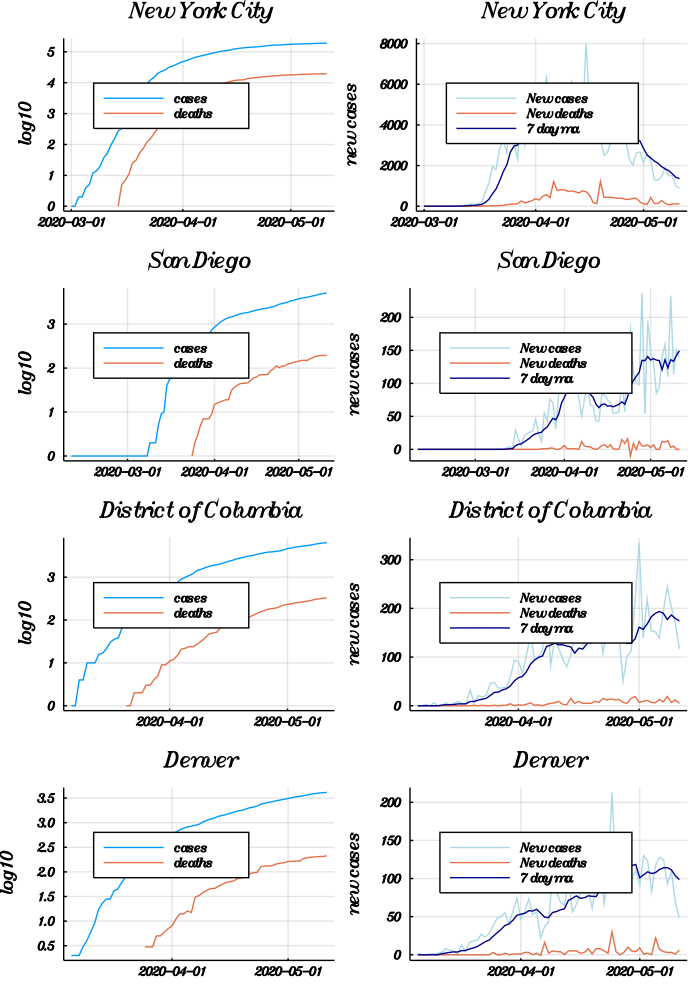 New York City
New York City
5
4
3
2
1
0
log10
cases
deaths
2020-03-01
2020-04-01
2020-05-01
8000
6000
4000
2000
0
new cases
New cases
New deaths
7 day ma
2020-03-01
2020-04-01
2020-05-01
San Diego
San Diego
3
2
1
0
log10
cases
deaths
2020-03-01
2020-04-01
2020-05-01
200
150
100
50
0
new cases
New cases
New deaths
7 day ma
2020-03-01
2020-04-01
2020-05-01
District of Columbia
District of Columbia
3
2
1
0
log10
cases
deaths
2020-04-01
2020-05-01
300
200
100
0
new cases
New cases
New deaths
7 day ma
2020-04-01
2020-05-01
Denver
Denver
3.5
3.0
2.5
2.0
1.5
1.0
0.5
log10
cases
deaths
2020-04-01
2020-05-01
200
150
100
50
0
new cases
New cases
New deaths
7 day ma
2020-04-01
2020-05-01